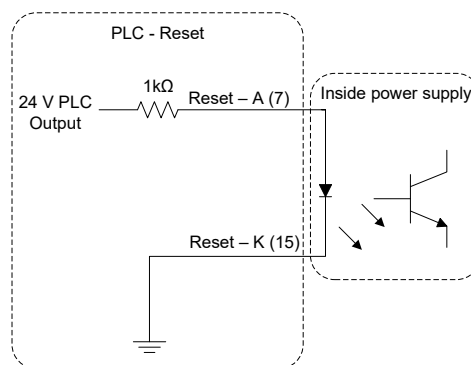 PLC - Reset
1kΩ
24 V PLC
Output
Reset – A (7)
Inside power supply
Reset – K (15)